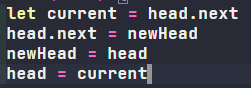 let current = head.next
head.next = newHead
newHead = head
head = current